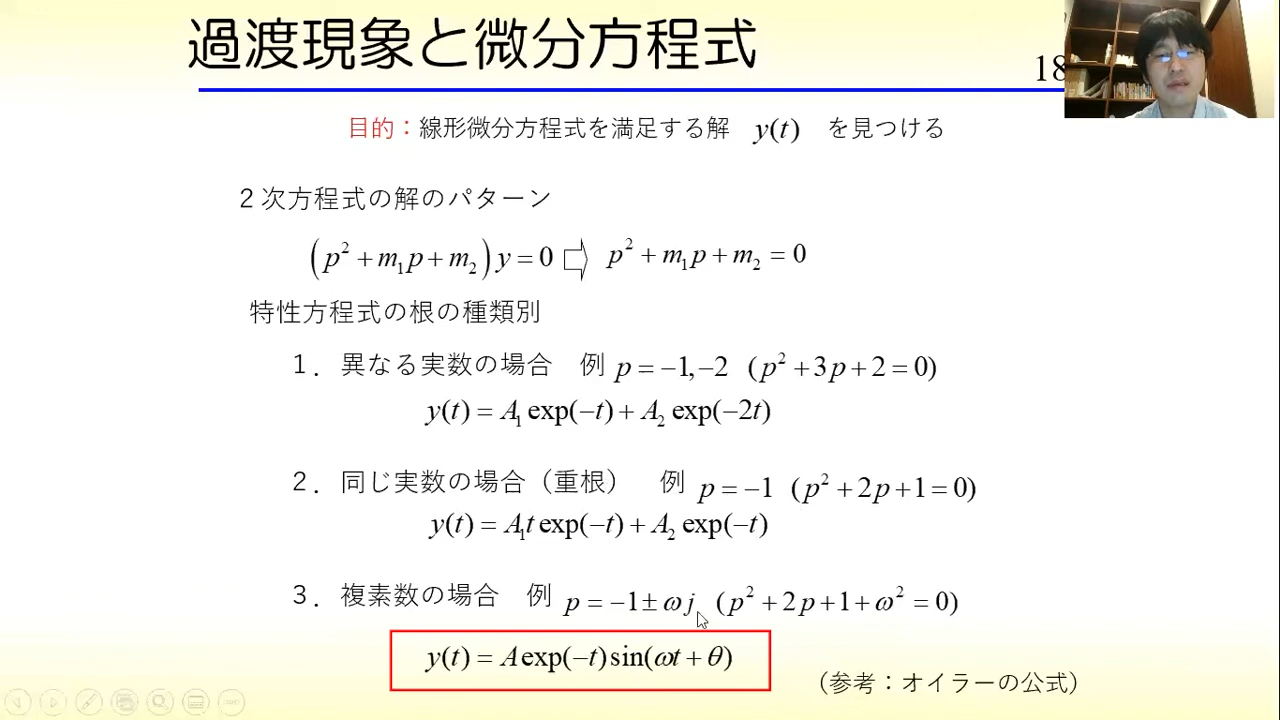 過渡現象と微分方程式
18
目的：線形微分方程式を満足する解 y(t) を見つける
２次方程式の解のパターン
(p² + m₁p + m₂)y = 0 ⇨ p² + m₁p + m₂ = 0
特性方程式の根の種類別
１．異なる実数の場合　例 p = −1, −2 (p² + 3p + 2 = 0)
y(t) = A₁ exp(−t) + A₂ exp(−2t)
２．同じ実数の場合（重根）　例 p = −1 (p² + 2p + 1 = 0)
y(t) = A₁t exp(−t) + A₂ exp(−t)
３．複素数の場合　例 p = −1 ± ωj (p² + 2p + 1 + ω² = 0)
y(t) = A exp(−t) sin(ωt + θ)
（参考：オイラーの公式）